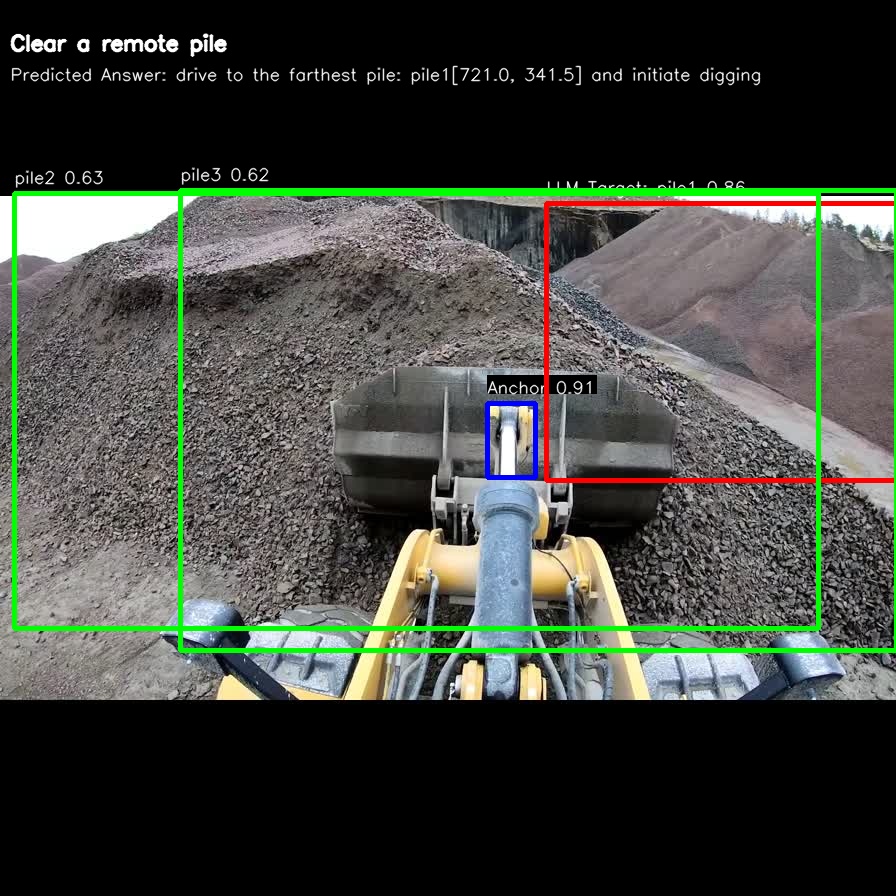 Clear a remote pile
Predicted Answer: drive to the farthest pile: pile1[721.0, 341.5] and initiate digging
pile2 0.63
pile3 0.62
LLM Target: pile1 0.86
Anchor 0.91